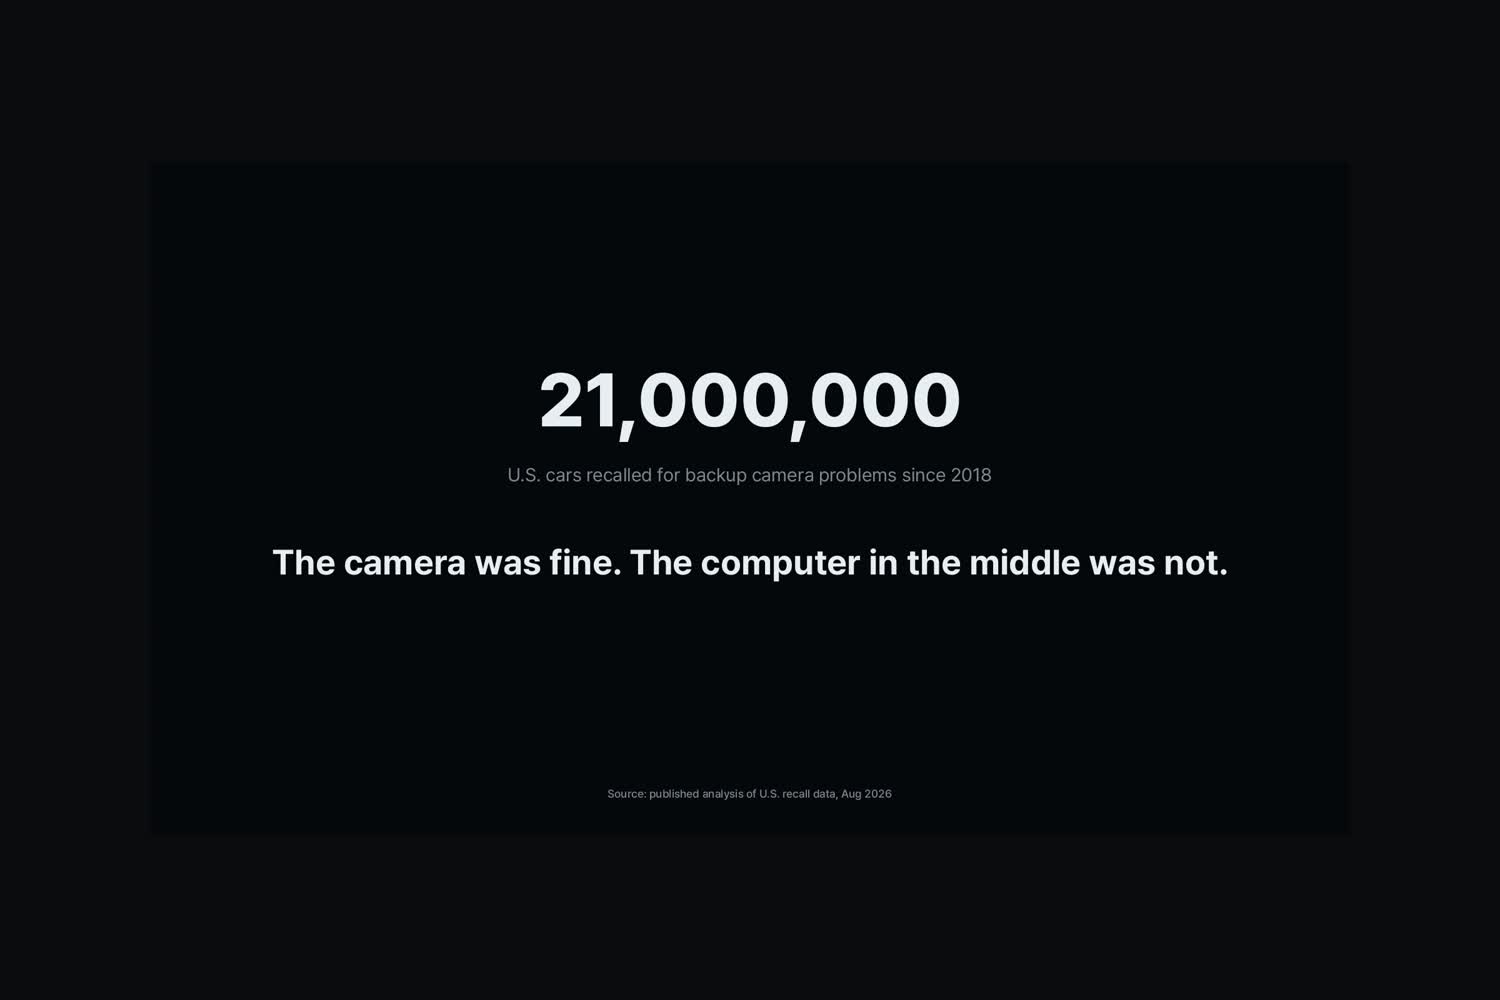 21,000,000
U.S. cars recalled for backup camera problems since 2018
The camera was fine. The computer in the middle was not.
Source: published analysis of U.S. recall data, Aug 2026